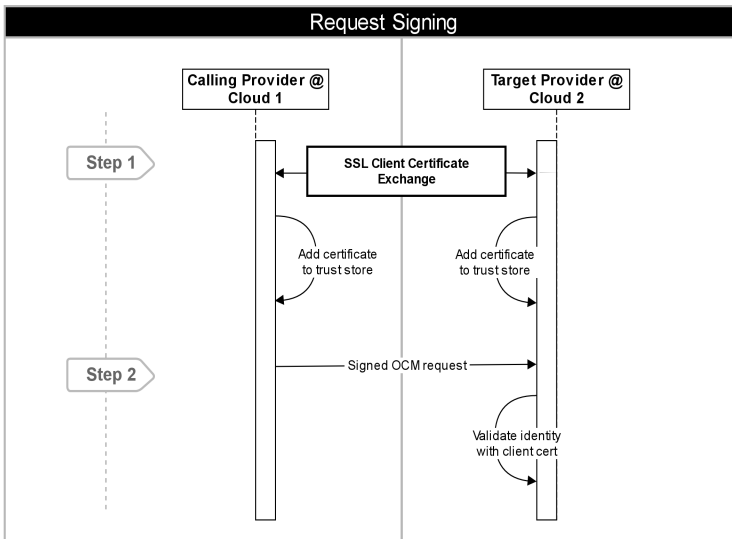 Request Signing
Calling Provider @
Cloud 1
Target Provider @
Cloud 2
Step 1
SSL Client Certificate
Exchange
Add certificate
to trust store
Add certificate
to trust store
Step 2
Signed OCM request
Validate identity
with client cert